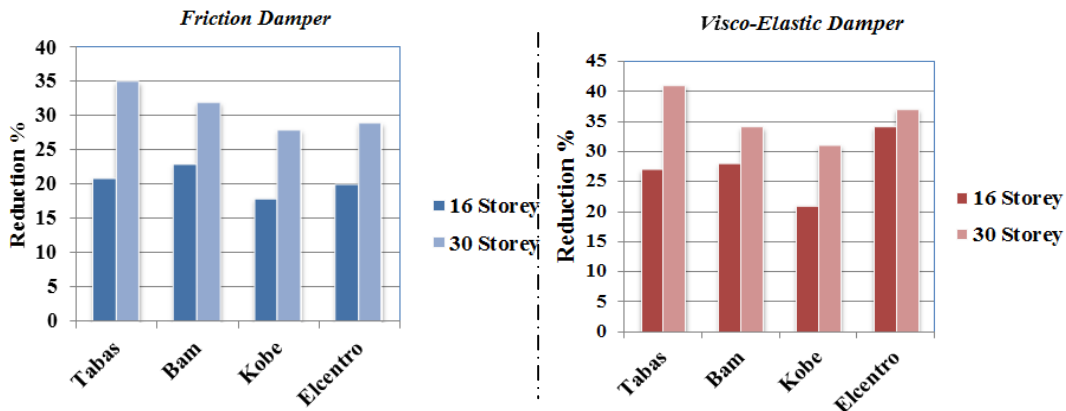 Friction Damper
Reduction %
40
35
30
25
20
15
10
5
0
Tabas
Bam
Kobe
Elcentro
16 Storey
30 Storey
Visco-Elastic Damper
Reduction %
45
40
35
30
25
20
15
10
5
0
Tabas
Bam
Kobe
Elcentro
16 Storey
30 Storey